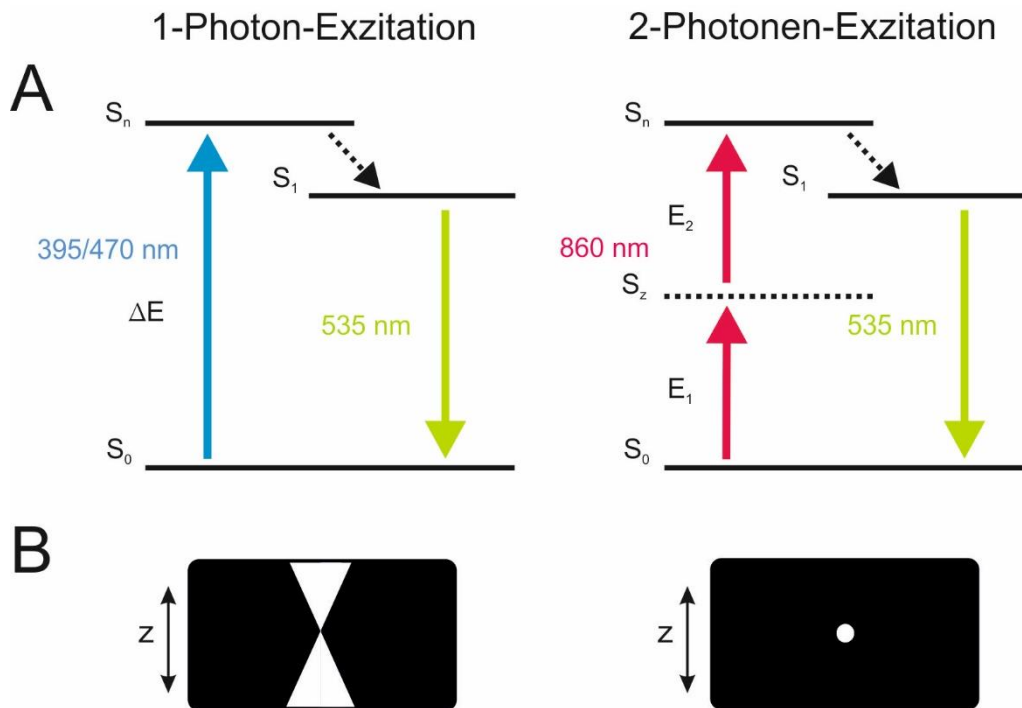 1-Photon-Exzitation
2-Photonen-Exzitation
A
Sₙ
S₁
395/470 nm
ΔE
535 nm
S₀
Sₙ
S₁
E₂
860 nm
S_z
535 nm
E₁
S₀
B
z
z